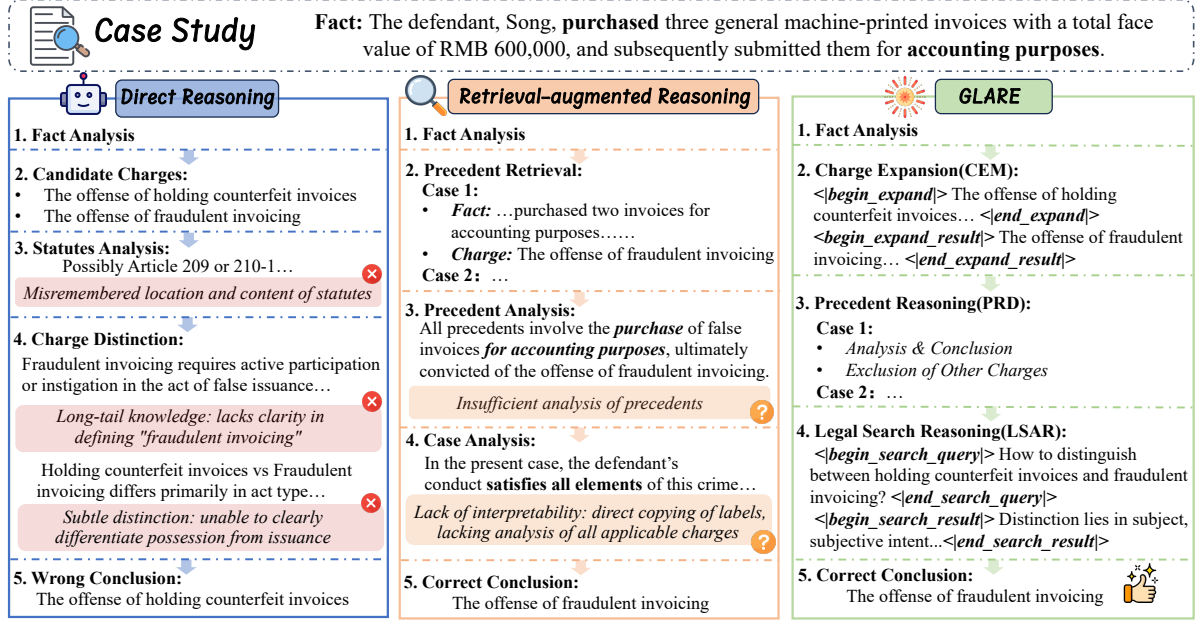 Case Study
Fact: The defendant, Song, purchased three general machine-printed invoices with a total face
value of RMB 600,000, and subsequently submitted them for accounting purposes.
Direct Reasoning
1. Fact Analysis
2. Candidate Charges:
• The offense of holding counterfeit invoices
• The offense of fraudulent invoicing
3. Statutes Analysis:
Possibly Article 209 or 210-1…
Misremembered location and content of statutes
4. Charge Distinction:
Fraudulent invoicing requires active participation
or instigation in the act of false issuance…
Long-tail knowledge: lacks clarity in
defining "fraudulent invoicing"
Holding counterfeit invoices vs Fraudulent
invoicing differs primarily in act type…
Subtle distinction: unable to clearly
differentiate possession from issuance
5. Wrong Conclusion:
The offense of holding counterfeit invoices
Retrieval-augmented Reasoning
1. Fact Analysis
2. Precedent Retrieval:
Case 1:
• Fact: …purchased two invoices for
accounting purposes……
• Charge: The offense of fraudulent invoicing
Case 2: …
3. Precedent Analysis:
All precedents involve the purchase of false
invoices for accounting purposes, ultimately
convicted of the offense of fraudulent invoicing.
Insufficient analysis of precedents
?
4. Case Analysis:
In the present case, the defendant's
conduct satisfies all elements of this crime…
Lack of interpretability: direct copying of labels,
lacking analysis of all applicable charges
?
5. Correct Conclusion:
The offense of fraudulent invoicing
GLARE
1. Fact Analysis
2. Charge Expansion(CEM):
<|begin_expand|> The offense of holding
counterfeit invoices… <|end_expand|>
<|begin_expand_result|> The offense of fraudulent
invoicing… <|end_expand_result|>
3. Precedent Reasoning(PRD):
Case 1:
• Analysis & Conclusion
• Exclusion of Other Charges
Case 2: …
4. Legal Search Reasoning(LSAR):
<|begin_search_query|> How to distinguish
between holding counterfeit invoices and fraudulent
invoicing? <|end_search_query|>
<|begin_search_result|> Distinction lies in subject,
subjective intent...<|end_search_result|>
5. Correct Conclusion:
The offense of fraudulent invoicing